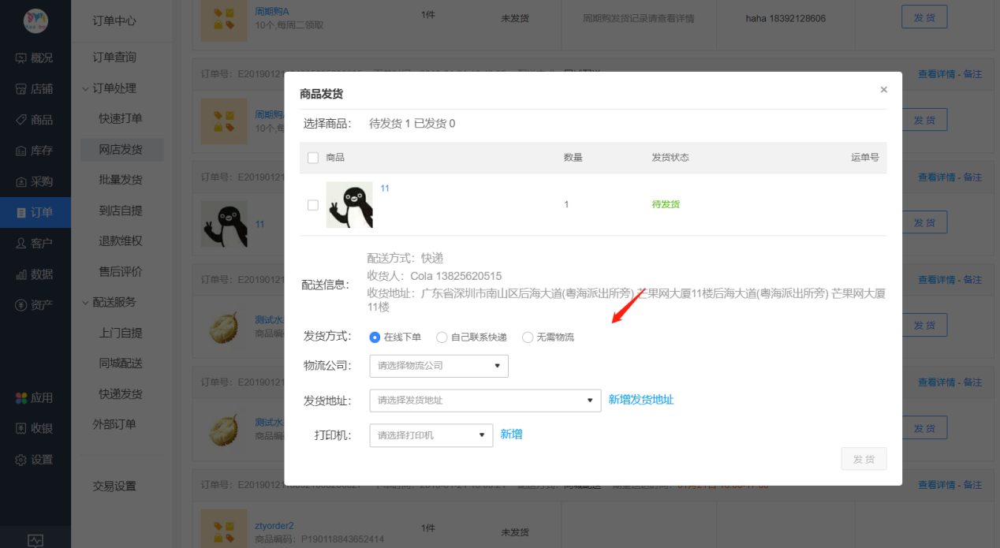 概况
店铺
商品
库存
采购
订单
客户
数据
资产
应用
收银
设置
订单中心
订单查询
订单处理
快速打单
网店发货
批量发货
到店自提
退款维权
售后评价
配送服务
上门自提
同城配送
快递发货
外部订单
交易设置
周期购A
10个,每周二领取
1件
未发货
周期购发货记录请查看详情
haha 18392128606
发 货
订单号：E2019012
查看详情 - 备注
周期购
10个,每
发 货
订单号：E201901
查看详情 - 备注
11
发 货
订单号：E201901
查看详情 - 备注
测试水
商品编
发 货
订单号：E201901
查看详情 - 备注
测试水
商品编
发 货
查看详情 - 备注
ztyorder2
商品编码：P190118843652414
1件
未发货
商品发货
×
选择商品： 待发货 1 已发货 0
商品 数量 发货状态 运单号
11 1 待发货
配送信息：
配送方式：快递
收货人：Cola 13825620515
收货地址：广东省深圳市南山区后海大道(粤海派出所旁) 芒果网大厦11楼后海大道(粤海派出所旁) 芒果网大厦
11楼
发货方式： 在线下单 自己联系快递 无需物流
物流公司： 请选择物流公司
发货地址： 请选择发货地址 新增发货地址
打印机： 请选择打印机 新增
发 货